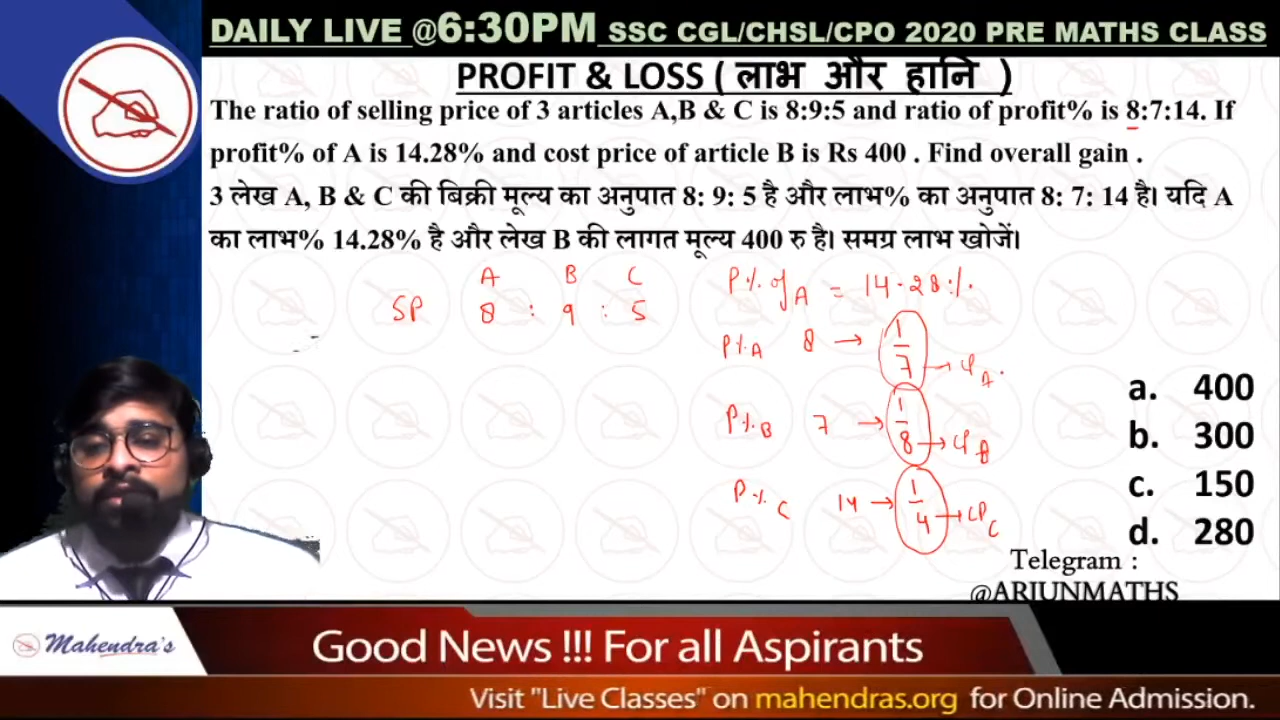 DAILY LIVE @6:30PM SSC CGL/CHSL/CPO 2020 PRE MATHS CLASS
PROFIT & LOSS ( लाभ और हानि )
The ratio of selling price of 3 articles A,B & C is 8:9:5 and ratio of profit% is 8:7:14. If
profit% of A is 14.28% and cost price of article B is Rs 400 . Find overall gain .
3 लेख A, B & C की बिक्री मूल्य का अनुपात 8: 9: 5 है और लाभ% का अनुपात 8: 7: 14 है। यदि A
का लाभ% 14.28% है और लेख B की लागत मूल्य 400 रु है। समग्र लाभ खोजें।
A B C
SP 8 : 9 : 5
P% of A = 14.28%
P%A 8 → 1/7 → CPA
P%B 7 → 1/8 → CPB
P%C 14 → 1/4 → CPC
a. 400
b. 300
c. 150
d. 280
Telegram :
@ARJUNMATHS
Mahendra's
Good News !!! For all Aspirants
Visit "Live Classes" on mahendras.org for Online Admission.